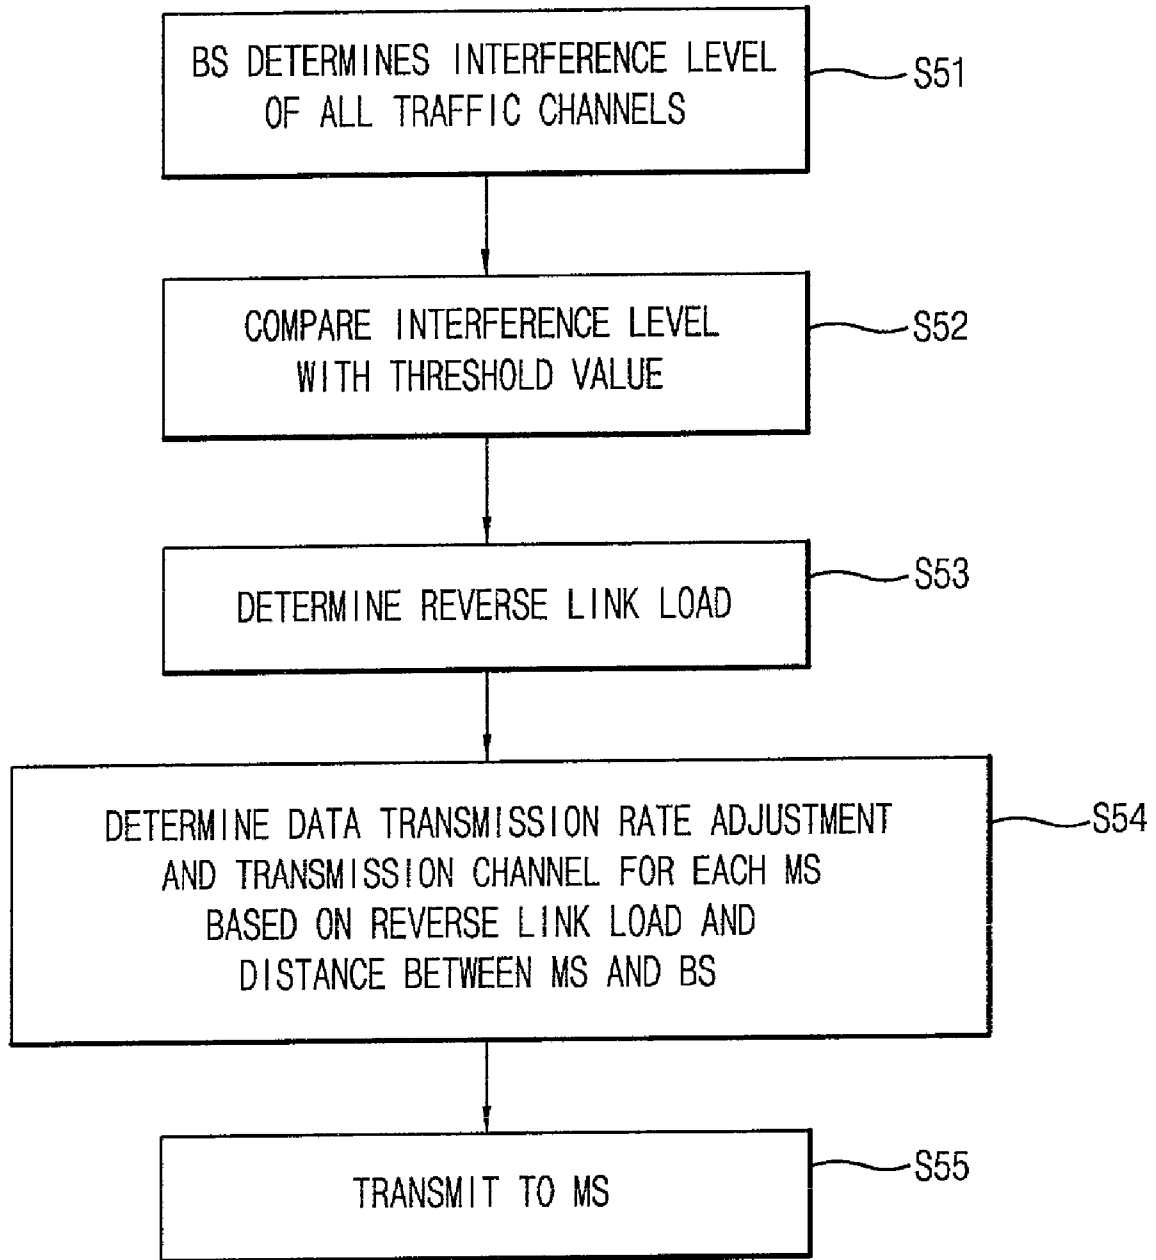 BS DETERMINES INTERFERENCE LEVEL
OF ALL TRAFFIC CHANNELS
S51
COMPARE INTERFERENCE LEVEL
WITH THRESHOLD VALUE
S52
DETERMINE REVERSE LINK LOAD
S53
DETERMINE DATA TRANSMISSION RATE ADJUSTMENT
AND TRANSMISSION CHANNEL FOR EACH MS
BASED ON REVERSE LINK LOAD AND
DISTANCE BETWEEN MS AND BS
S54
TRANSMIT TO MS
S55